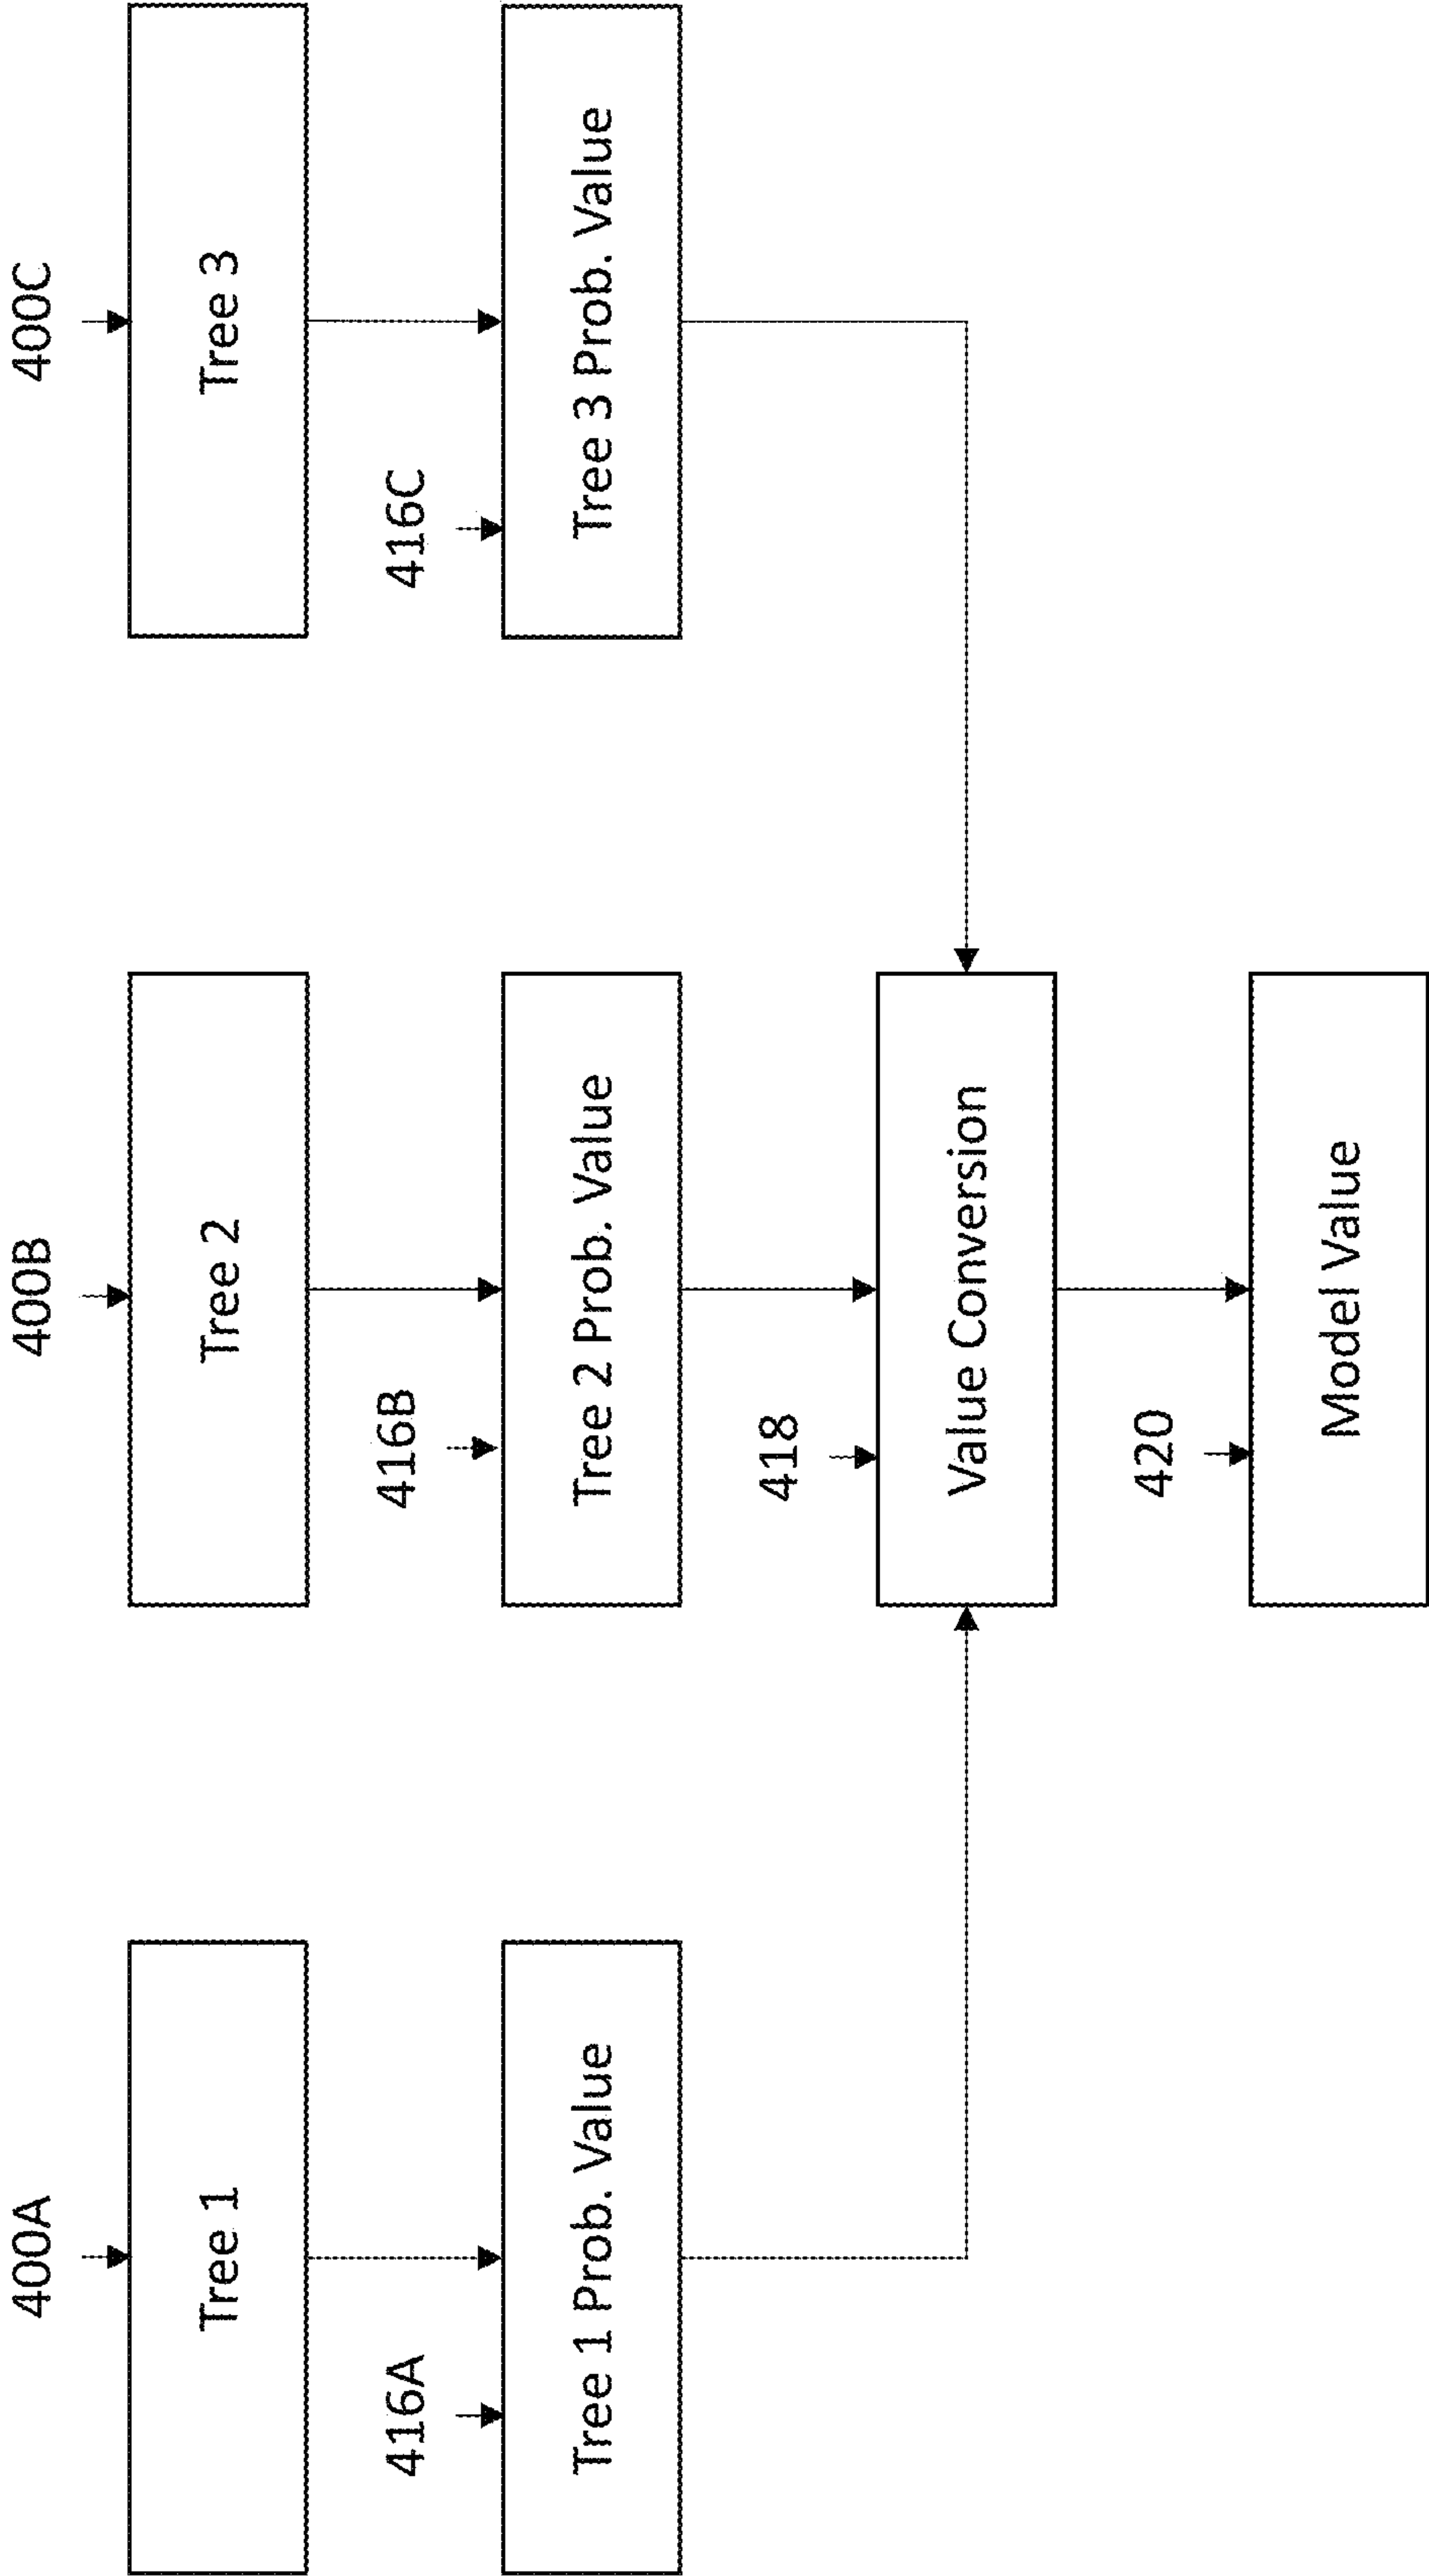 400A
400B
400C
Tree 1
Tree 2
Tree 3
416A
416B
416C
Tree 1 Prob. Value
Tree 2 Prob. Value
Tree 3 Prob. Value
418
Value Conversion
420
Model Value